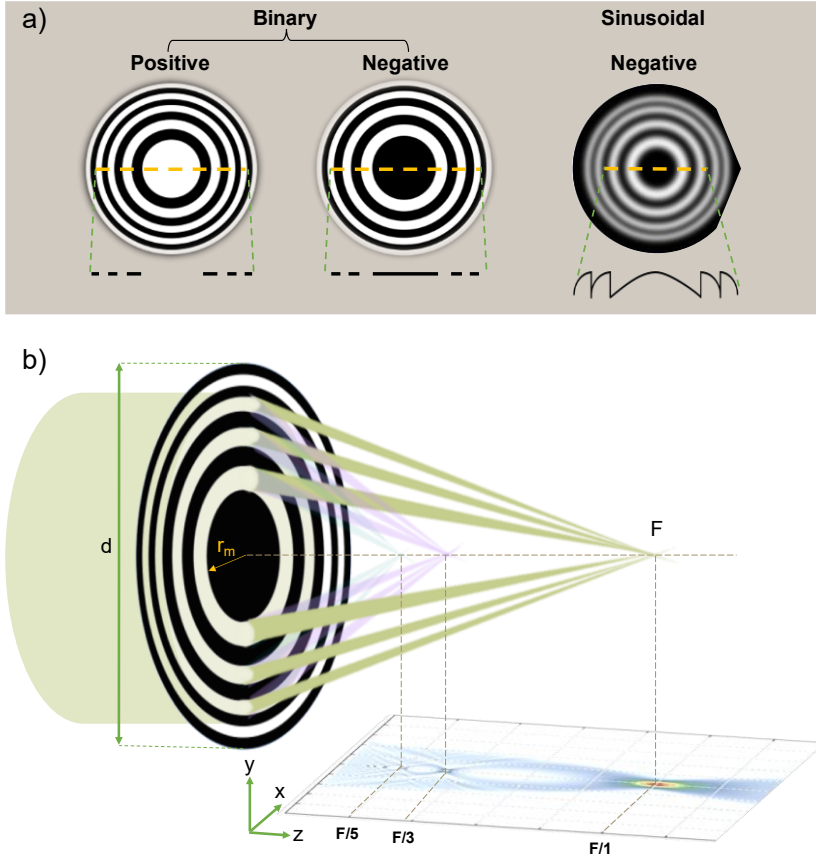 a)
Binary
Sinusoidal
Positive
Negative
Negative
b)
d
r_m
F
y
x
z
F/5
F/3
F/1